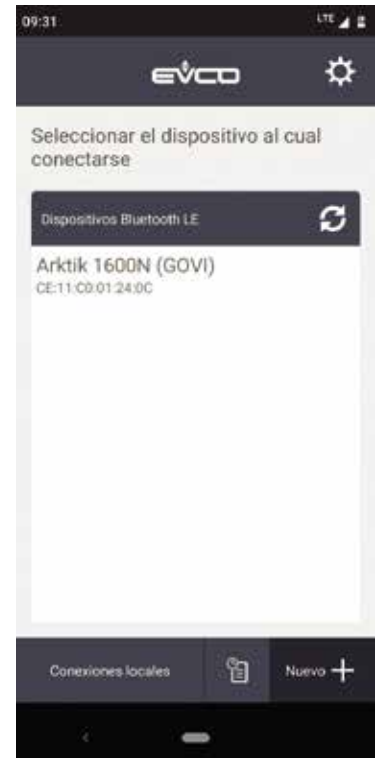 09:31
LTE
evco
Seleccionar el dispositivo al cual
conectarse
Dispositivos Bluetooth LE
Arktik 1600N (GOVI)
CE:11:C0:01:24:0C
Conexiones locales
Nuevo